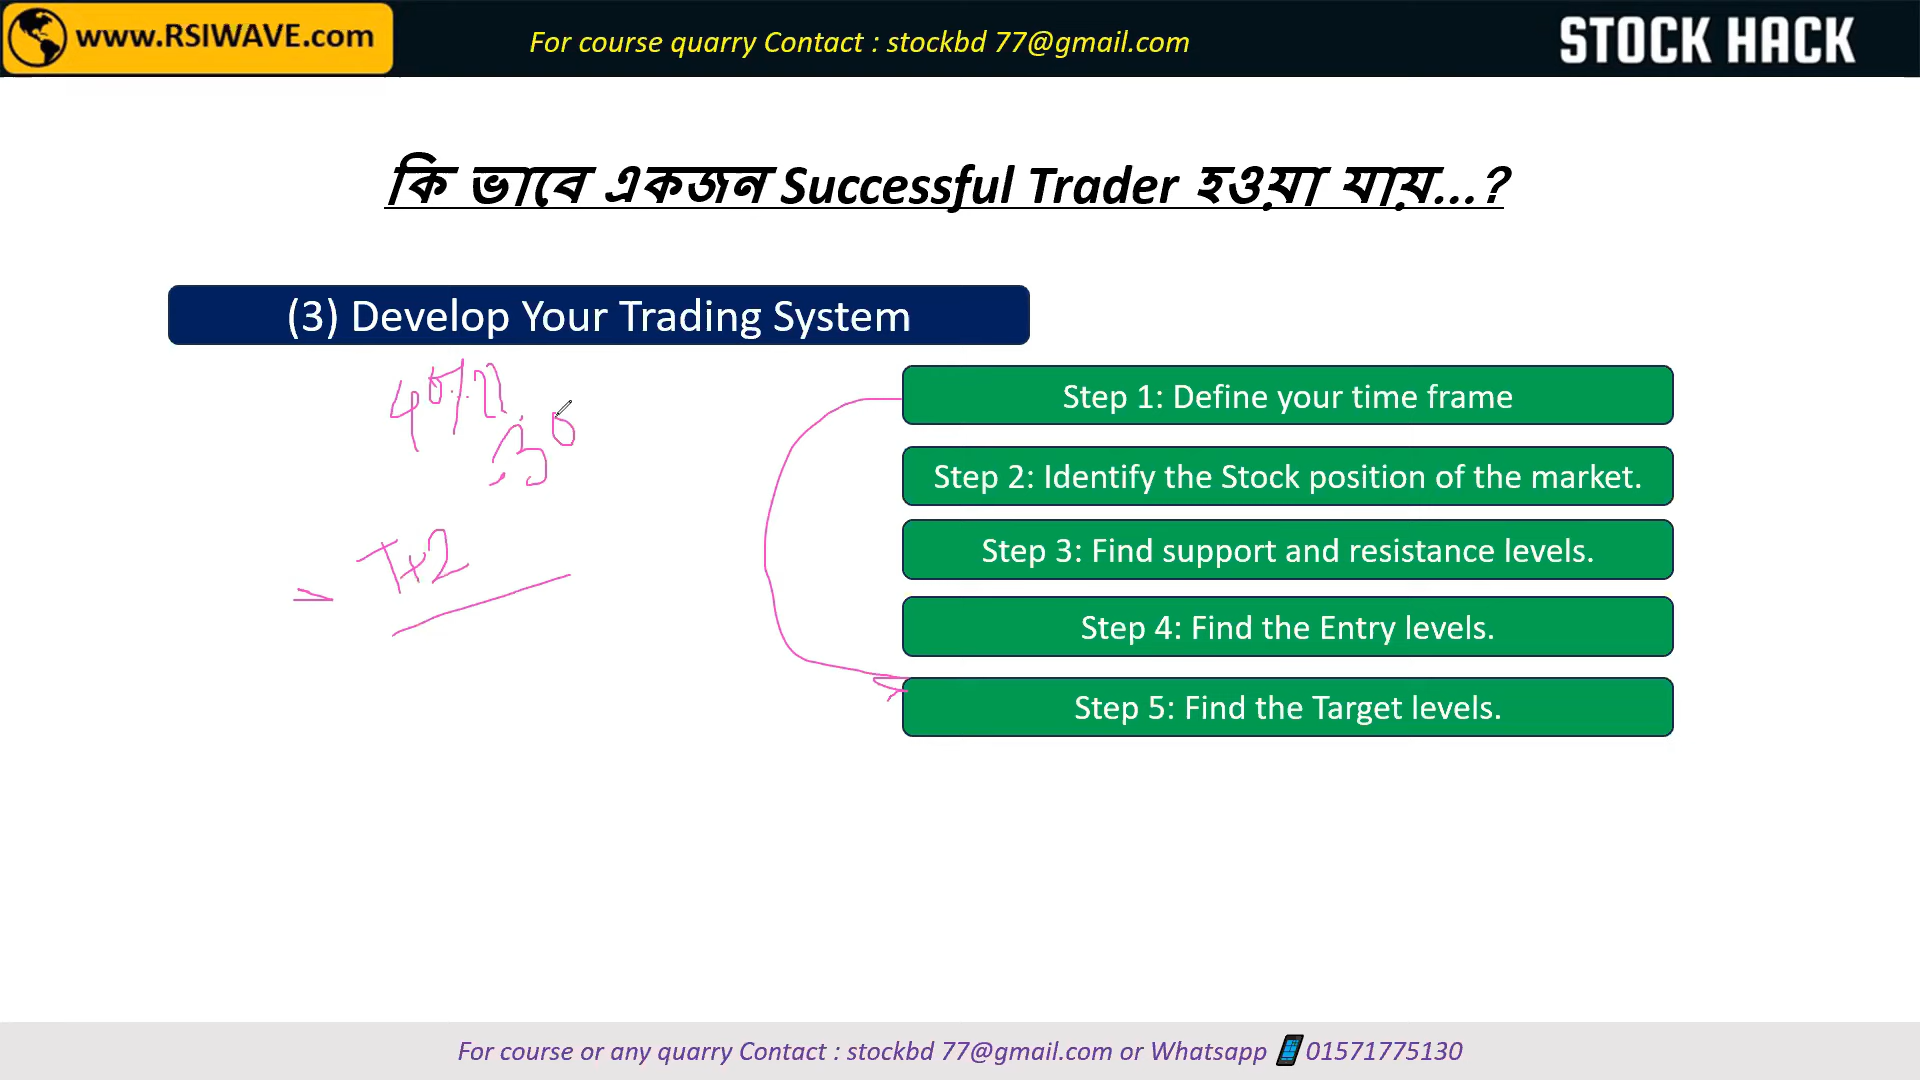 www.RSIWAVE.com
For course quarry Contact : stockbd 77@gmail.com
STOCK HACK
কি ভাবে একজন Successful Trader হওয়া যায়...?
(3) Develop Your Trading System
Step 1: Define your time frame
Step 2: Identify the Stock position of the market.
Step 3: Find support and resistance levels.
Step 4: Find the Entry levels.
Step 5: Find the Target levels.
T+2
For course or any quarry Contact : stockbd 77@gmail.com or Whatsapp 01571775130